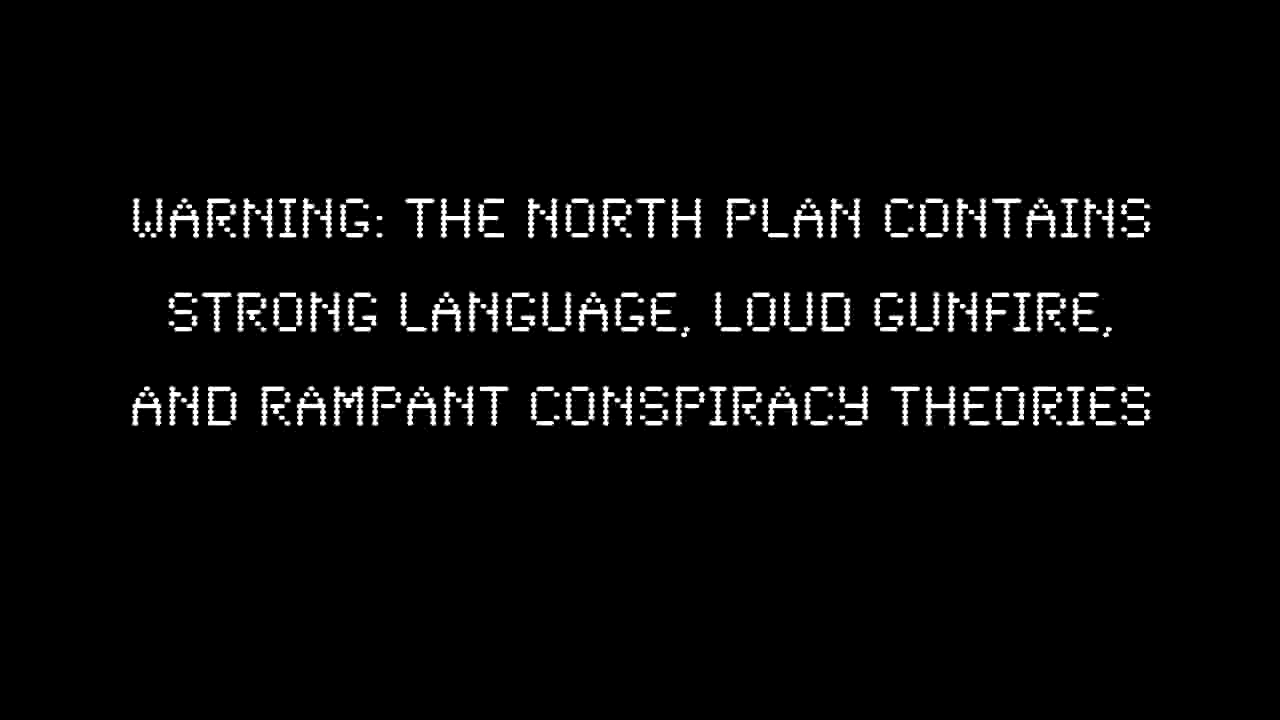 WARNING: THE NORTH PLAN CONTAINS
STRONG LANGUAGE, LOUD GUNFIRE,
AND RAMPANT CONSPIRACY THEORIES